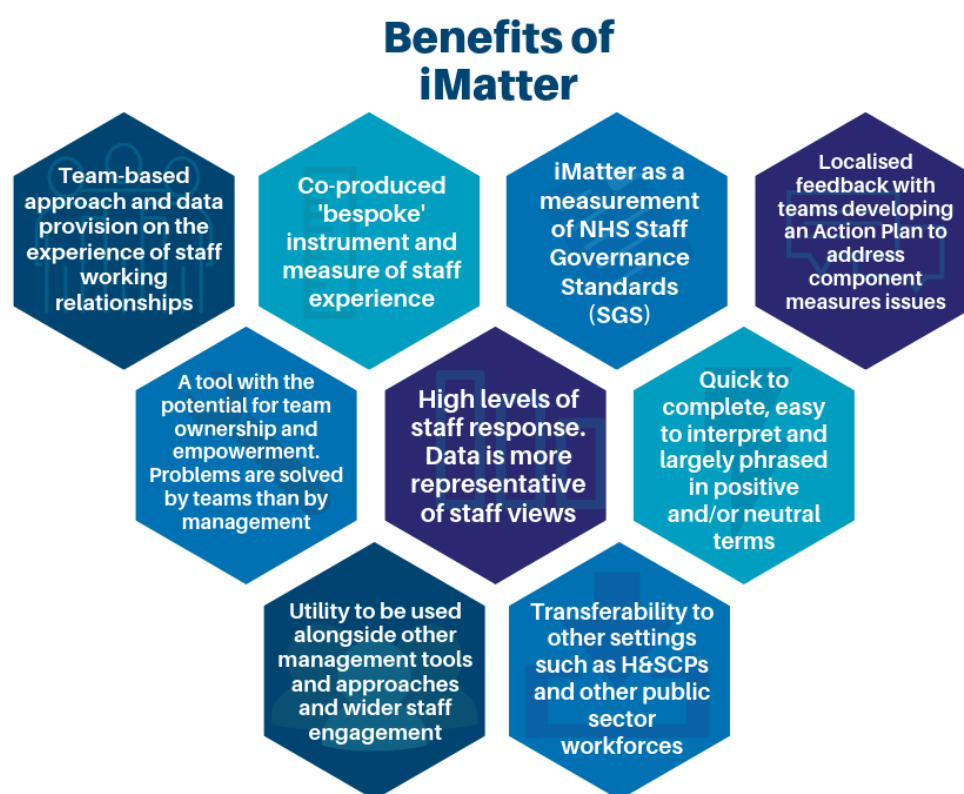 Benefits of
iMatter
Team-based
approach and data
provision on the
experience of staff
working
relationships
Co-produced
'bespoke'
instrument and
measure of staff
experience
iMatter as a
measurement
of NHS Staff
Governance
Standards
(SGS)
Localised
feedback with
teams developing
an Action Plan to
address
component
measures issues
A tool with the
potential for team
ownership and
empowerment.
Problems are solved
by teams than by
management
High levels of
staff response.
Data is more
representative
of staff views
Quick to
complete, easy
to interpret and
largely phrased
in positive
and/or neutral
terms
Utility to be used
alongside other
management tools
and approaches
and wider staff
engagement
Transferability to
other settings
such as H&SCPs
and other public
sector
workforces